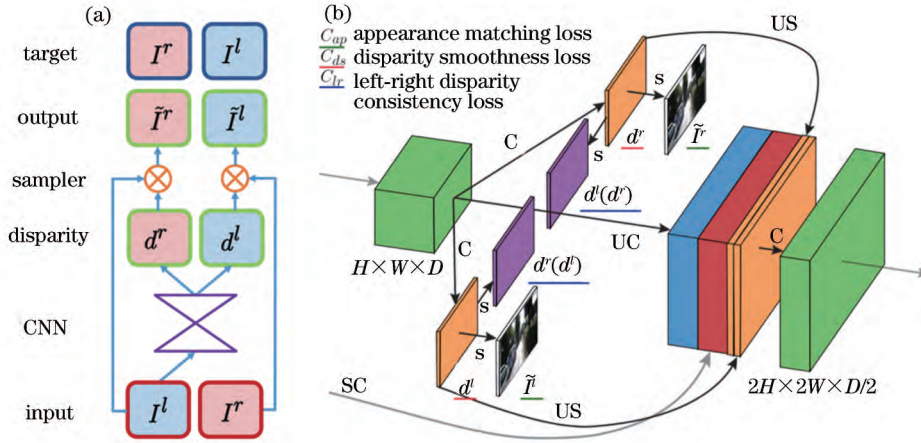 (a)
target
I^r
I^l
output
Ĩ^r
Ĩ^l
sampler
disparity
d^r
d^l
CNN
input
I^l
I^r
(b)
C_ap appearance matching loss
C_ds disparity smoothness loss
C_lr left-right disparity
consistency loss
US
s
C
s
d^r
Ĩ^r
d^l(d^r)
C
UC
C
H×W×D
d^r(d^l)
s
s
SC
d^l
Ĩ^l
US
2H×2W×D/2